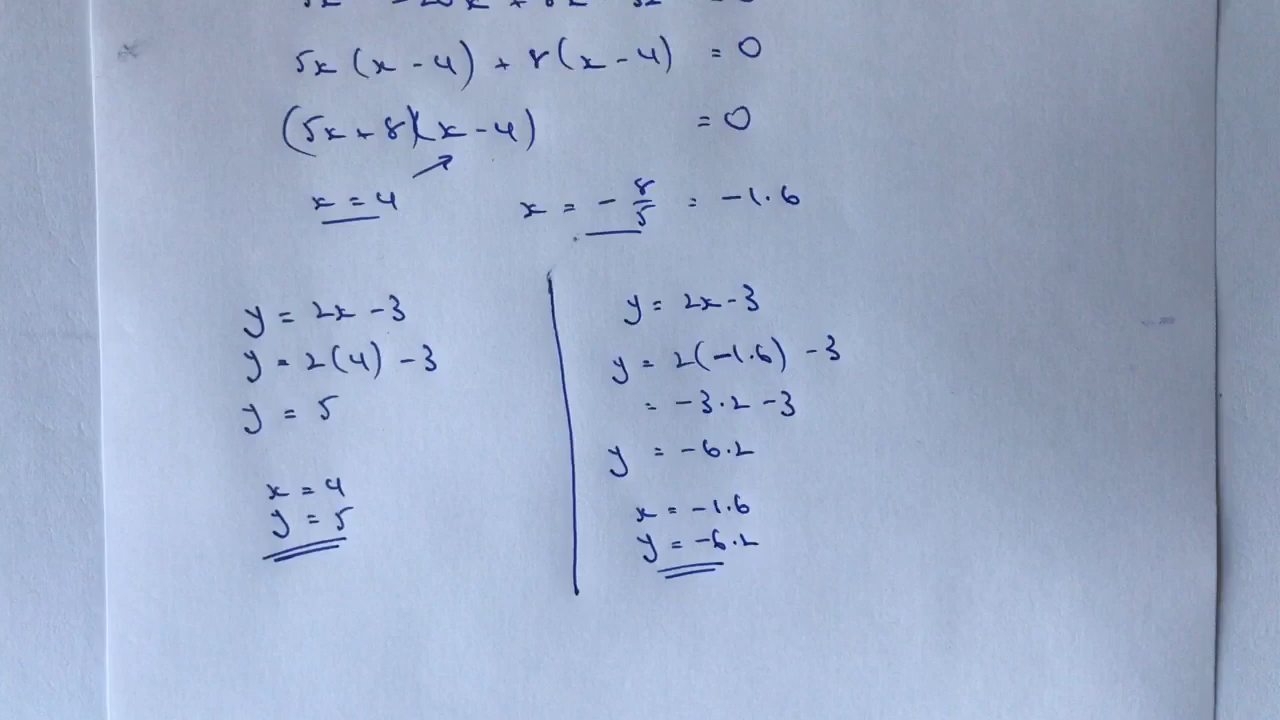 5x(x - 4) + 8(x - 4) = 0
(5x + 8)(x - 4) = 0
x = 4
x = - 8/5 = -1.6
y = 2x - 3
y = 2(4) - 3
y = 5
x = 4
y = 5
y = 2x - 3
y = 2(-1.6) - 3
= -3.2 - 3
y = -6.2
x = -1.6
y = -6.2